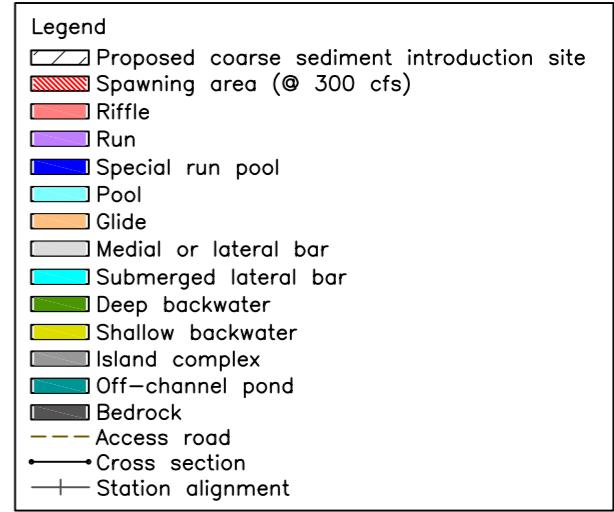 Legend
Proposed coarse sediment introduction site
Spawning area (@ 300 cfs)
Riffle
Run
Special run pool
Pool
Glide
Medial or lateral bar
Submerged lateral bar
Deep backwater
Shallow backwater
Island complex
Off-channel pond
Bedrock
Access road
Cross section
Station alignment